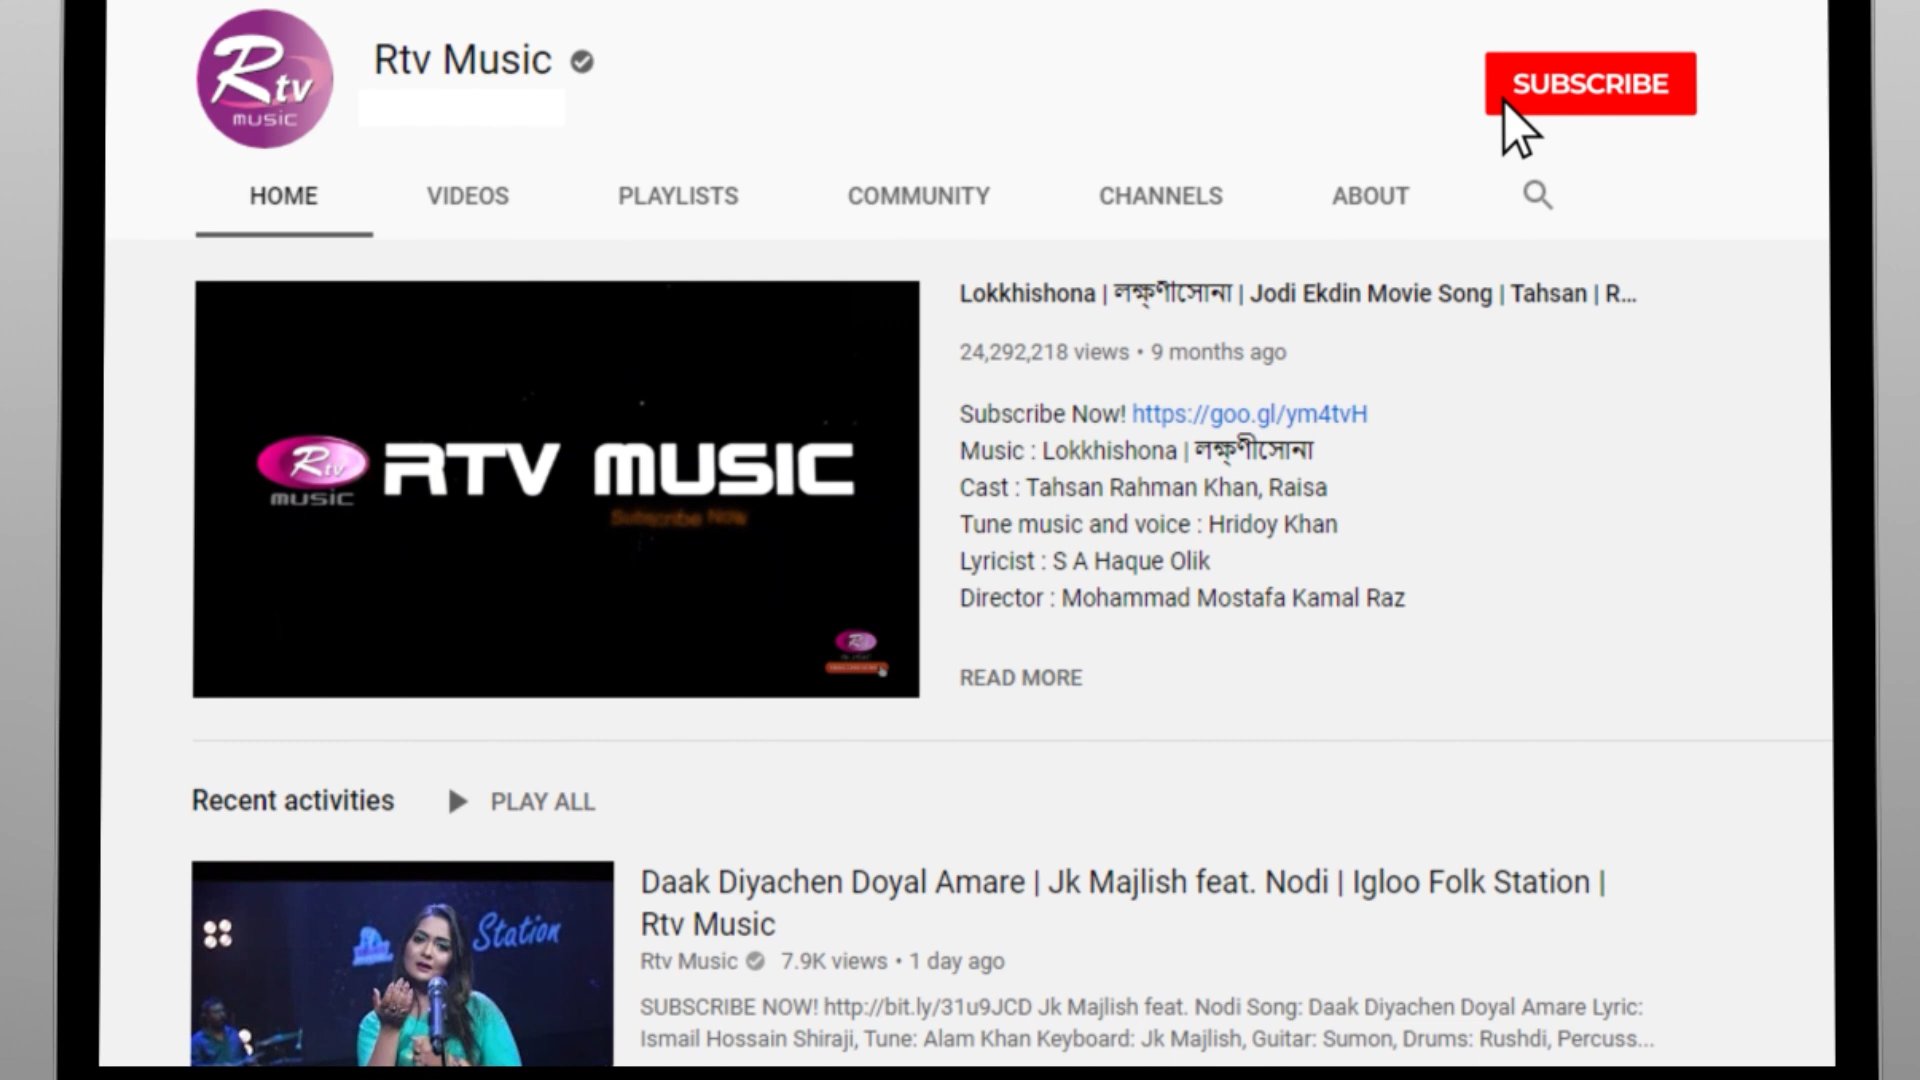 Rtv
MUSIC
Rtv Music
SUBSCRIBE
HOME
VIDEOS
PLAYLISTS
COMMUNITY
CHANNELS
ABOUT
Rtv
MUSIC
RTV MUSIC
Subscribe Now
Rtv
Lokkhishona | লক্ষ্ণীসোনা | Jodi Ekdin Movie Song | Tahsan | R...
24,292,218 views • 9 months ago
Subscribe Now! https://goo.gl/ym4tvH
Music : Lokkhishona | লক্ষ্ণীসোনা
Cast : Tahsan Rahman Khan, Raisa
Tune music and voice : Hridoy Khan
Lyricist : S A Haque Olik
Director : Mohammad Mostafa Kamal Raz
READ MORE
Recent activities
PLAY ALL
Station
Daak Diyachen Doyal Amare | Jk Majlish feat. Nodi | Igloo Folk Station |
Rtv Music
Rtv Music 7.9K views • 1 day ago
SUBSCRIBE NOW! http://bit.ly/31u9JCD Jk Majlish feat. Nodi Song: Daak Diyachen Doyal Amare Lyric:
Ismail Hossain Shiraji, Tune: Alam Khan Keyboard: Jk Majlish, Guitar: Sumon, Drums: Rushdi, Percuss...